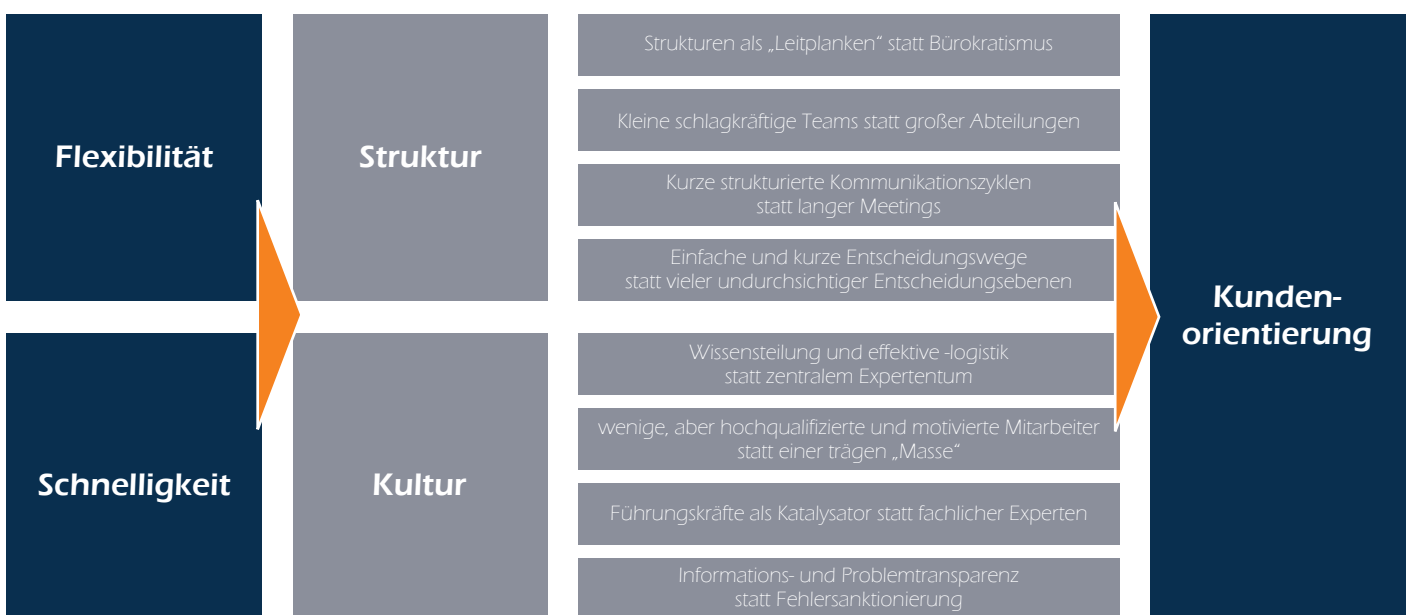 Flexibilität
Schnelligkeit
Struktur
Kultur
Strukturen als „Leitplanken“ statt Bürokratismus
Kleine schlagkräftige Teams statt großer Abteilungen
Kurze strukturierte Kommunikationszyklen
statt langer Meetings
Einfache und kurze Entscheidungswege
statt vieler undurchsichtiger Entscheidungsebenen
Wissensteilung und effektive -logistik
statt zentralem Expertentum
wenige, aber hochqualifizierte und motivierte Mitarbeiter
statt einer trägen „Masse“
Führungskräfte als Katalysator statt fachlicher Experten
Informations- und Problemtransparenz
statt Fehlersanktionierung
Kunden-
orientierung